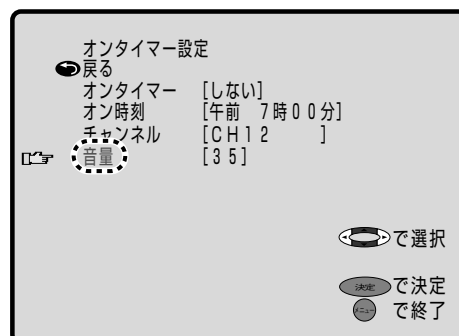 オンタイマー設定
戻る
オンタイマー [しない]
オン時刻 [午前 7時00分]
チャンネル [CH12 ]
音量 [35]
で選択
決定 で決定
メニュー で終了